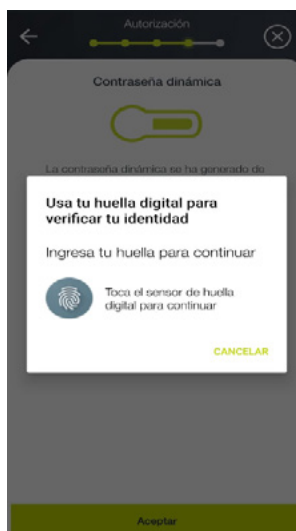 Autorización
Contraseña dinámica
La contraseña dinámica se ha generado de
Usa tu huella digital para
verificar tu identidad
Ingresa tu huella para continuar
Toca el sensor de huella
digital para continuar
CANCELAR
Aceptar